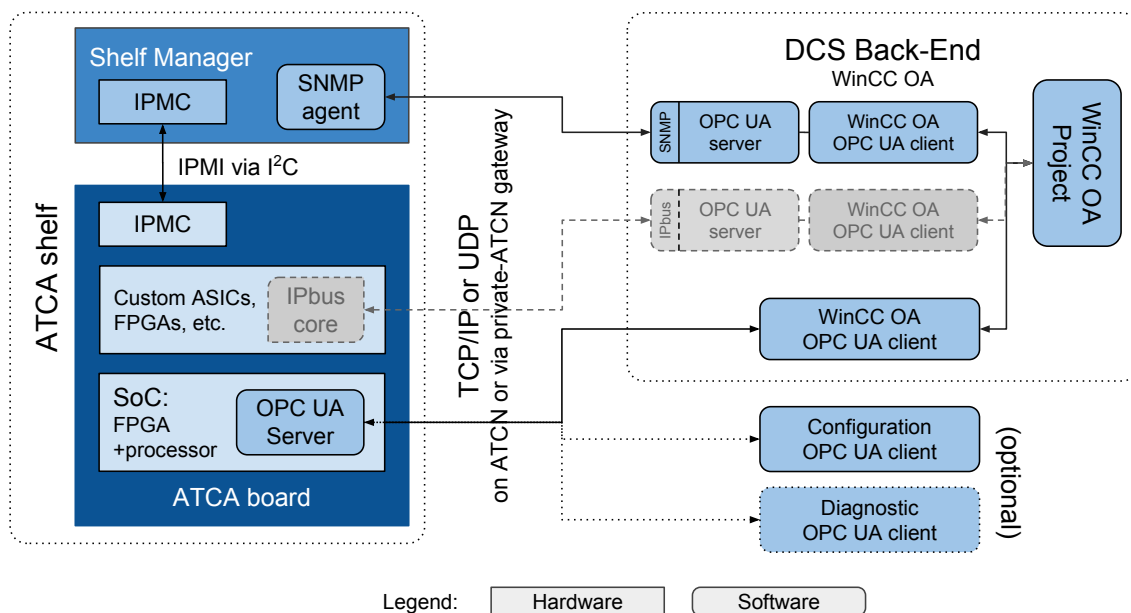 Shelf Manager
IPMC
SNMP
agent
IPMI via I²C
IPMC
Custom ASICs,
FPGAs, etc.
IPbus
core
SoC:
FPGA
+processor
OPC UA
Server
ATCA board
ATCA shelf
TCP/IP or UDP
on ATCN or via private-ATCN gateway
DCS Back-End
WinCC OA
SNMP
OPC UA
server
WinCC OA
OPC UA client
IPbus
OPC UA
server
WinCC OA
OPC UA client
WinCC OA
Project
WinCC OA
OPC UA client
Configuration
OPC UA client
Diagnostic
OPC UA client
(optional)
Legend:
Hardware
Software